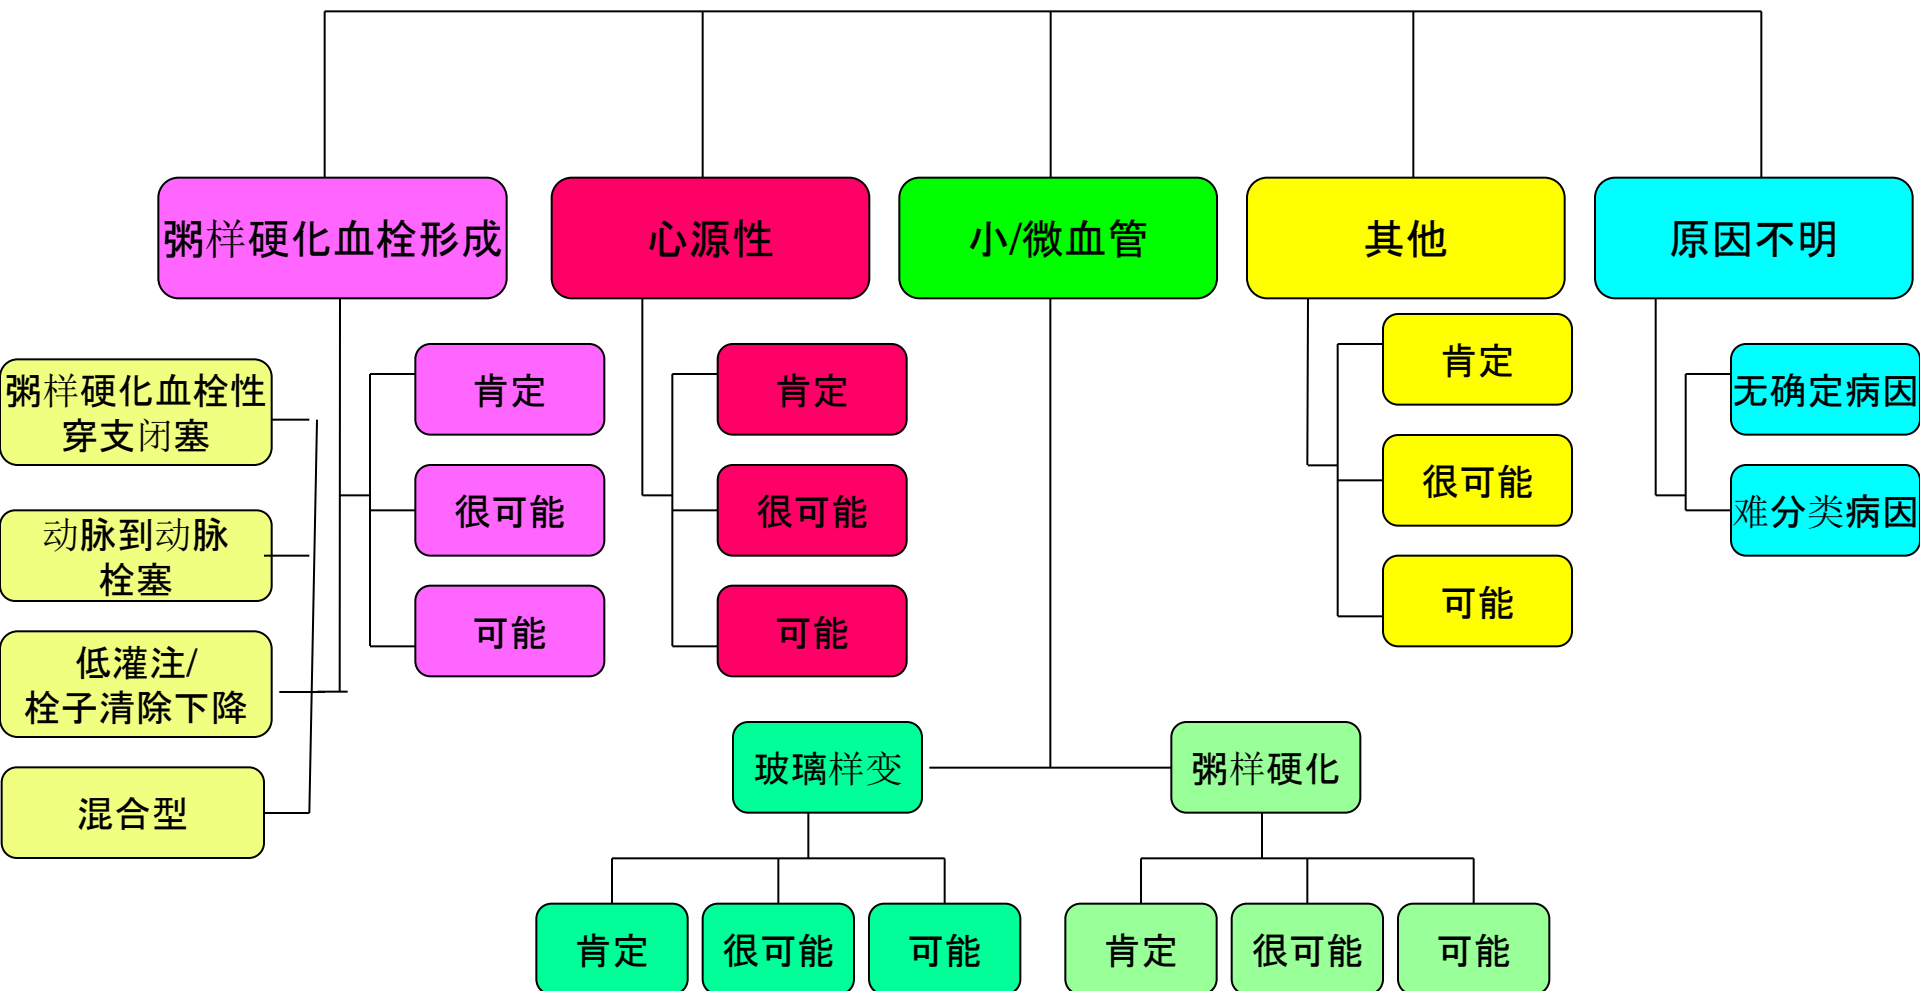 粥样硬化血栓形成
心源性
小/微血管
其他
原因不明
粥样硬化血栓性
穿支闭塞
动脉到动脉
栓塞
低灌注/
栓子清除下降
混合型
肯定
很可能
可能
肯定
很可能
可能
肯定
很可能
可能
无确定病因
难分类病因
玻璃样变
粥样硬化
肯定
很可能
可能
肯定
很可能
可能